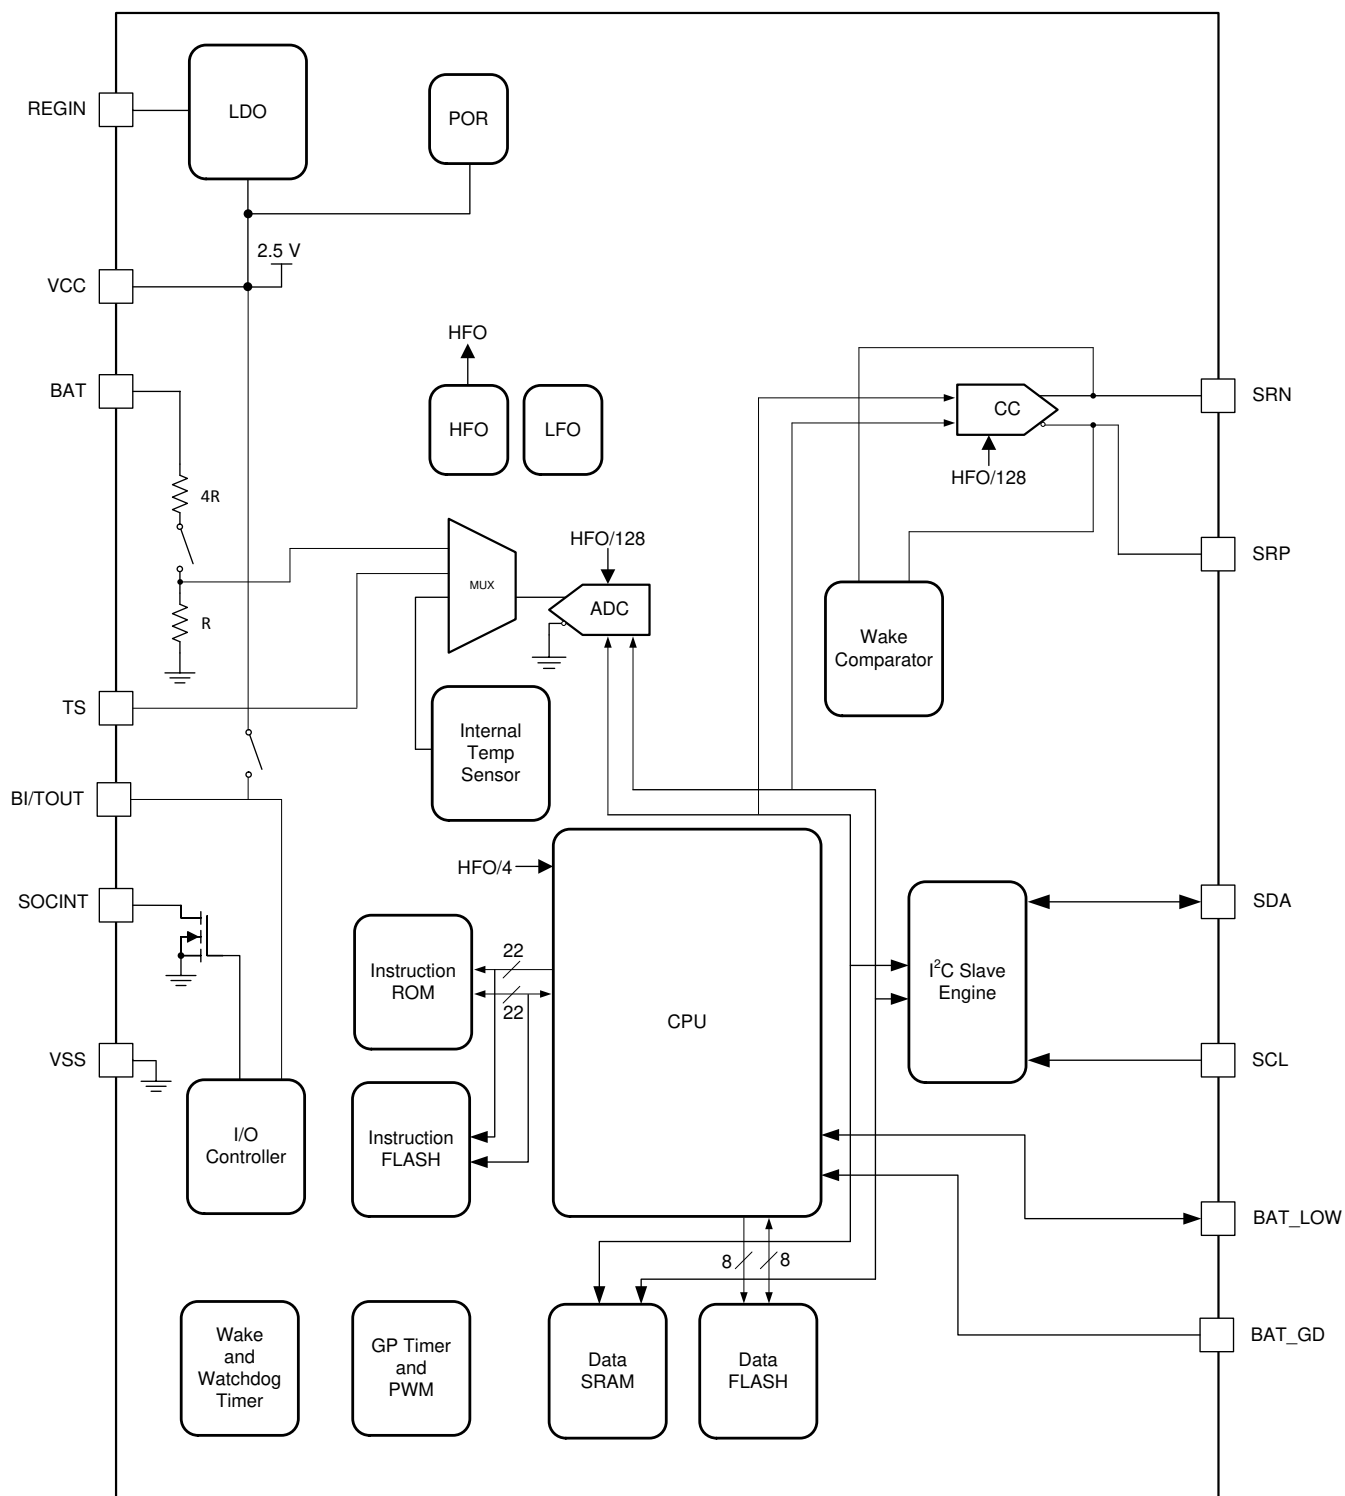 REGIN
LDO
POR
2.5 V
VCC
HFO
BAT
HFO
LFO
CC
SRN
HFO/128
4R
HFO/128
SRP
MUX
ADC
R
Wake
Comparator
TS
Internal
Temp
Sensor
BI/TOUT
HFO/4
SOCINT
SDA
22
Instruction
ROM
22
CPU
I²C Slave
Engine
VSS
SCL
I/O
Controller
Instruction
FLASH
BAT_LOW
8
8
BAT_GD
Wake
and
Watchdog
Timer
GP Timer
and
PWM
Data
SRAM
Data
FLASH